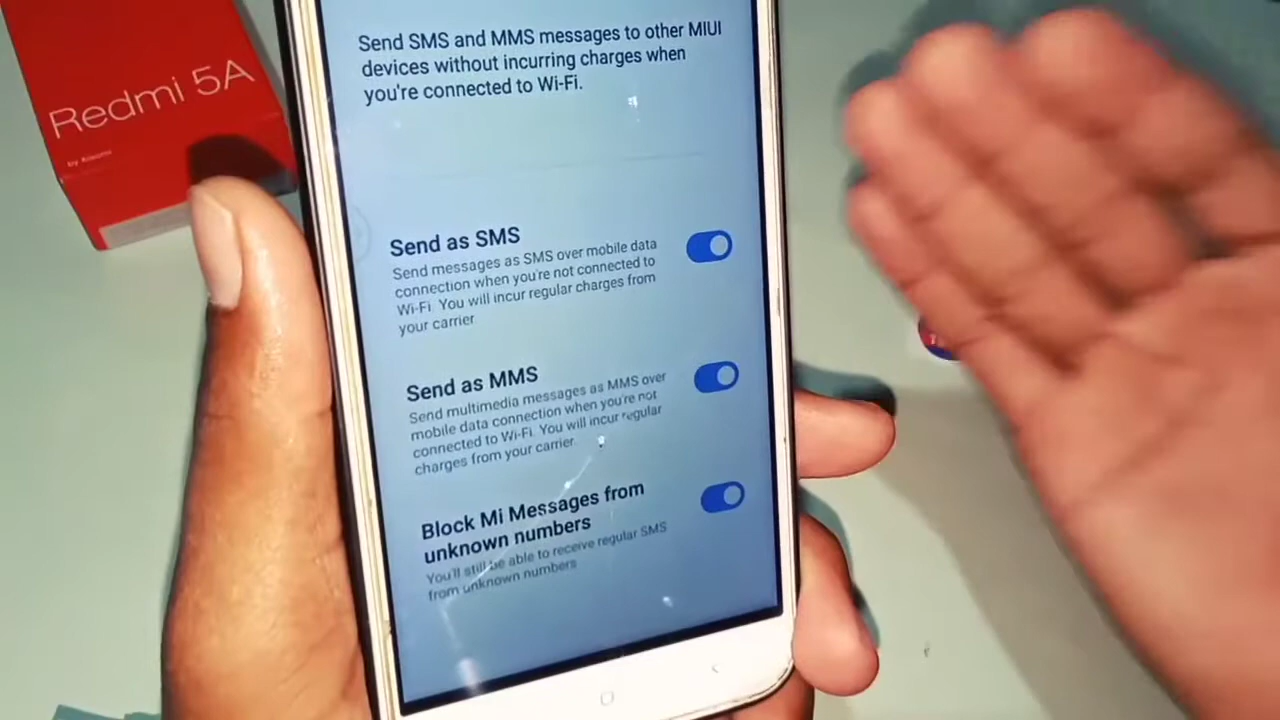 Redmi 5A
by Xiaomi
Send SMS and MMS messages to other MIUI
devices without incurring charges when
you're connected to Wi-Fi.
Send as SMS
Send messages as SMS over mobile data
connection when you're not connected to
Wi-Fi. You will incur regular charges from
your carrier.
Send as MMS
Send multimedia messages as MMS over
mobile data connection when you're not
connected to Wi-Fi. You will incur regular
charges from your carrier.
Block Mi Messages from
unknown numbers
You'll still be able to receive regular SMS
from unknown numbers